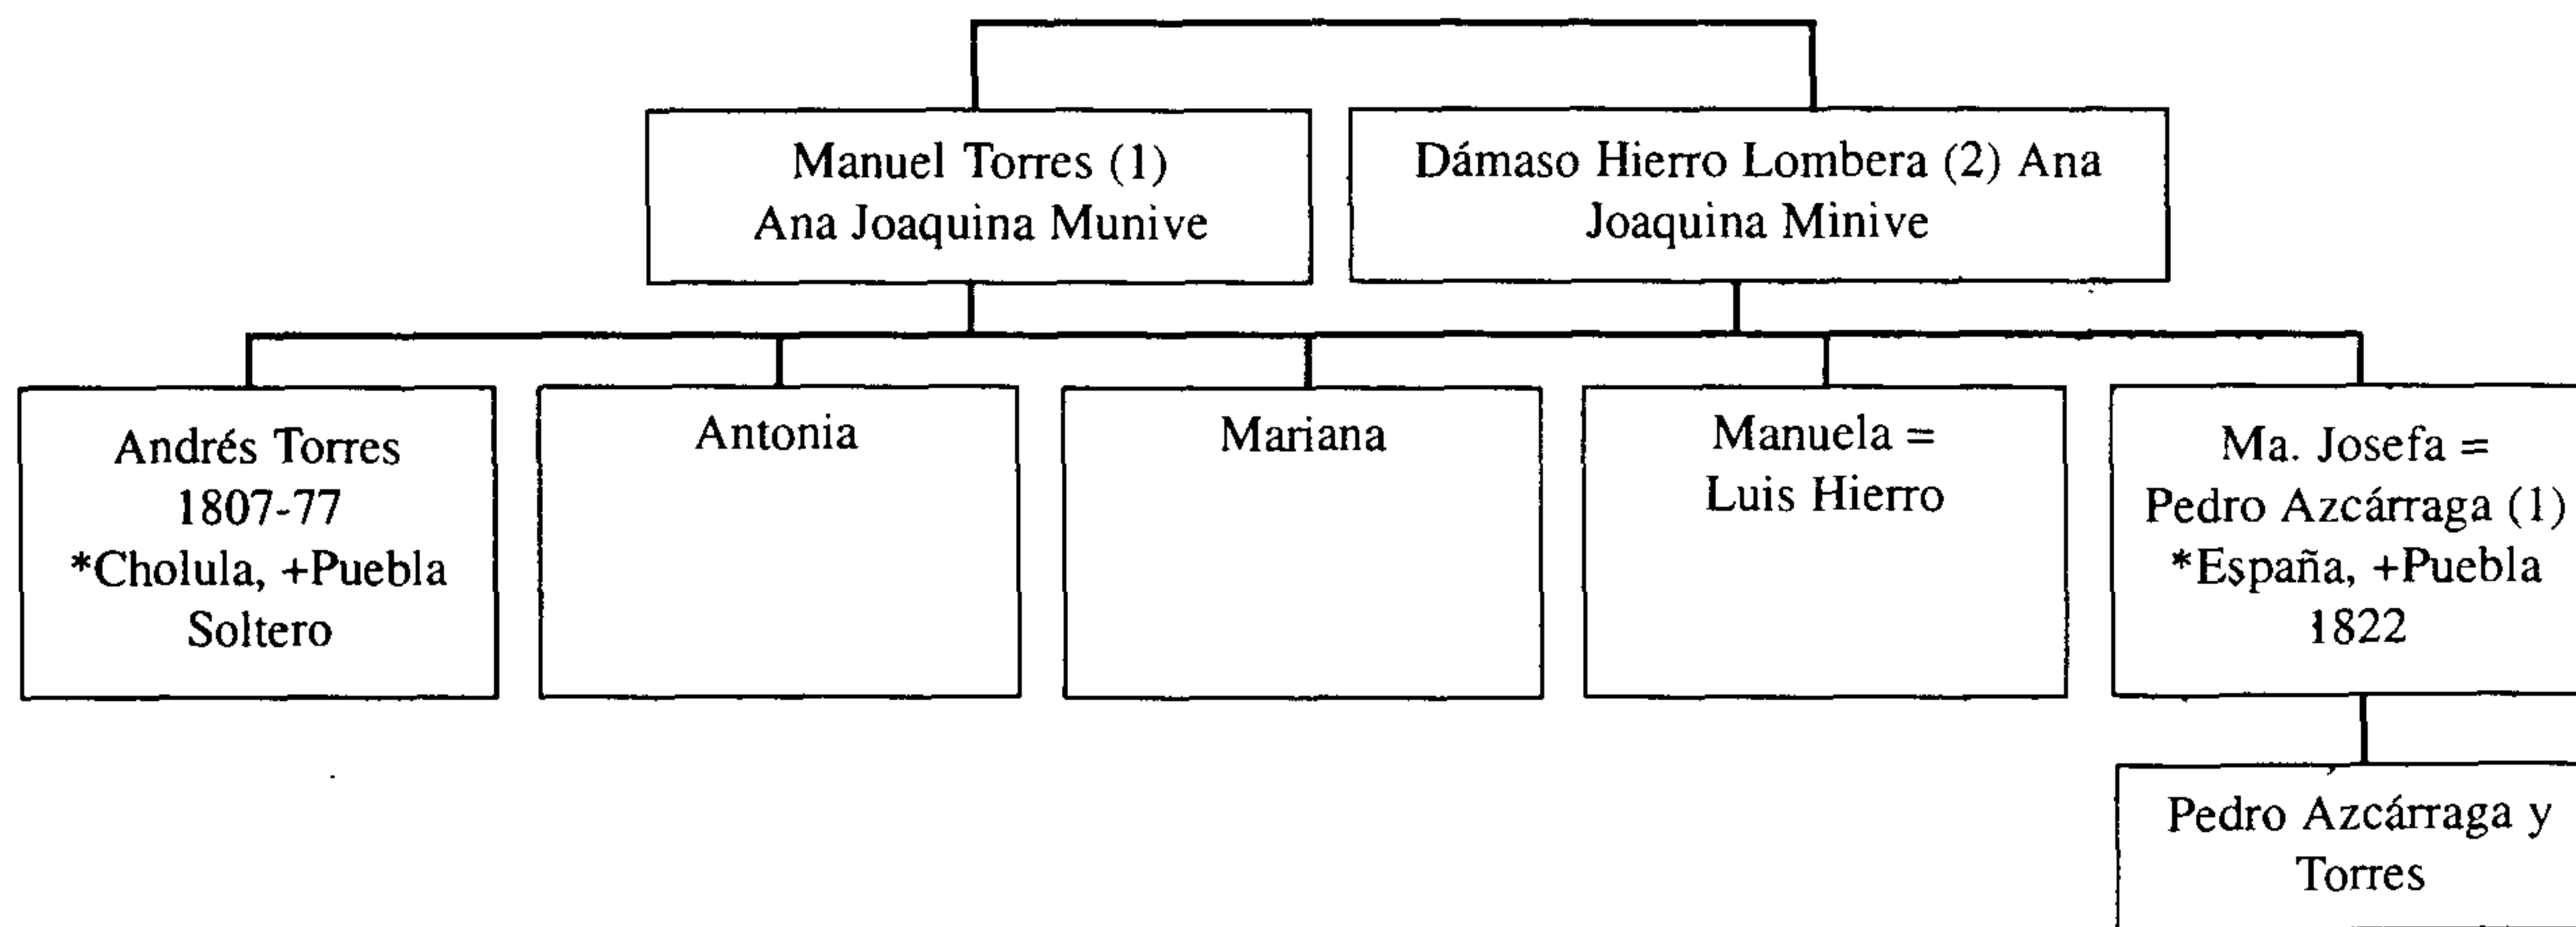 Manuel Torres (1)
Ana Joaquina Munive
Dámaso Hierro Lombera (2) Ana
Joaquina Minive
Andrés Torres
1807-77
*Cholula, +Puebla
Soltero
Antonia
Mariana
Manuela =
Luis Hierro
Ma. Josefa =
Pedro Azcárraga (1)
*España, +Puebla
1822
Pedro Azcárraga y
Torres